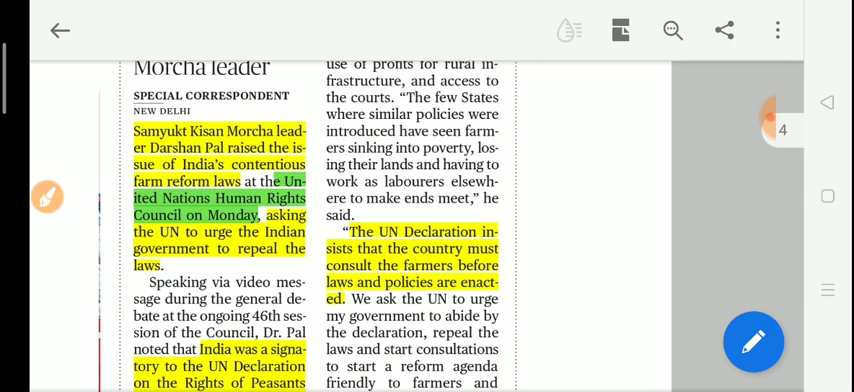 Morcha leader
SPECIAL CORRESPONDENT
NEW DELHI
Samyukt Kisan Morcha lead-
er Darshan Pal raised the is-
sue of India's contentious
farm reform laws at the Un-
ited Nations Human Rights
Council on Monday, asking
the UN to urge the Indian
government to repeal the
laws.
Speaking via video mes-
sage during the general de-
bate at the ongoing 46th ses-
sion of the Council, Dr. Pal
noted that India was a signa-
tory to the UN Declaration
on the Rights of Peasants
use of profits for rural in-
frastructure, and access to
the courts. “The few States
where similar policies were
introduced have seen farm-
ers sinking into poverty, los-
ing their lands and having to
work as labourers elsewh-
ere to make ends meet,” he
said.
“The UN Declaration in-
sists that the country must
consult the farmers before
laws and policies are enact-
ed. We ask the UN to urge
my government to abide by
the declaration, repeal the
laws and start consultations
to start a reform agenda
friendly to farmers and
4